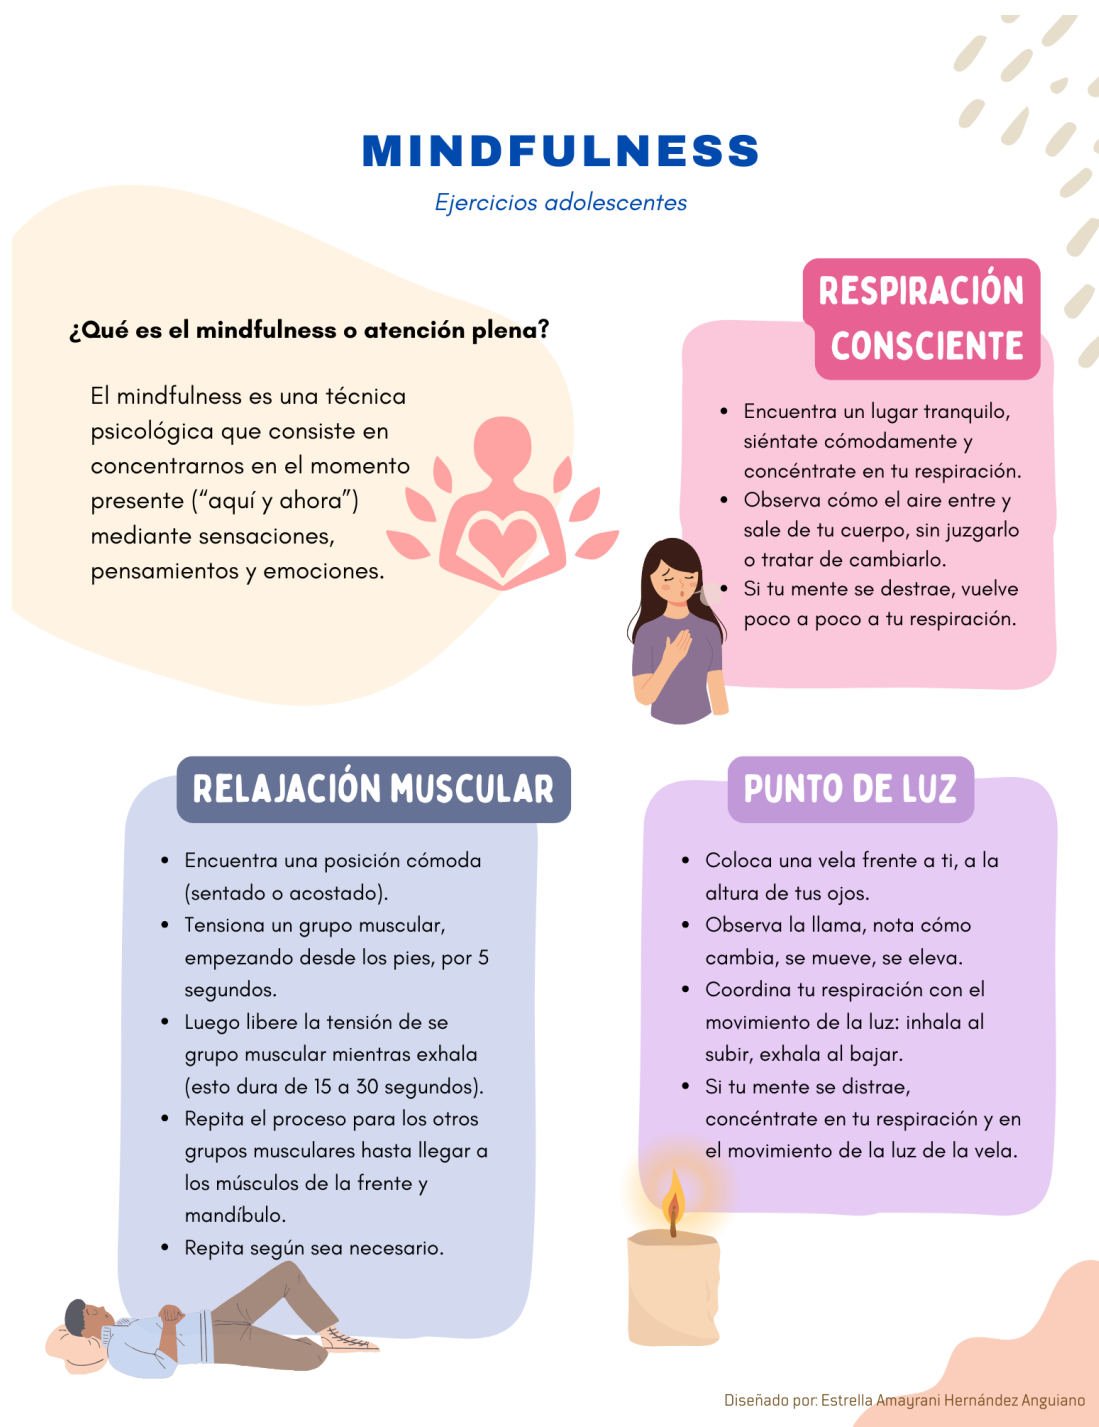 MINDFULNESS
Ejercicios adolescentes
¿Qué es el mindfulness o atención plena?
El mindfulness es una técnica
psicológica que consiste en
concentrarnos en el momento
presente (“aquí y ahora”)
mediante sensaciones,
pensamientos y emociones.
RESPIRACIÓN
CONSCIENTE
• Encuentra un lugar tranquilo,
siéntate cómodamente y
concéntrate en tu respiración.
• Observa cómo el aire entre y
sale de tu cuerpo, sin juzgarlo
o tratar de cambiarlo.
• Si tu mente se destrae, vuelve
poco a poco a tu respiración.
RELAJACIÓN MUSCULAR
• Encuentra una posición cómoda
(sentado o acostado).
• Tensiona un grupo muscular,
empezando desde los pies, por 5
segundos.
• Luego libere la tensión de se
grupo muscular mientras exhala
(esto dura de 15 a 30 segundos).
• Repita el proceso para los otros
grupos musculares hasta llegar a
los músculos de la frente y
mandíbulo.
• Repita según sea necesario.
PUNTO DE LUZ
• Coloca una vela frente a ti, a la
altura de tus ojos.
• Observa la llama, nota cómo
cambia, se mueve, se eleva.
• Coordina tu respiración con el
movimiento de la luz: inhala al
subir, exhala al bajar.
• Si tu mente se distrae,
concéntrate en tu respiración y en
el movimiento de la luz de la vela.
Diseñado por: Estrella Amayrani Hernández Anguiano